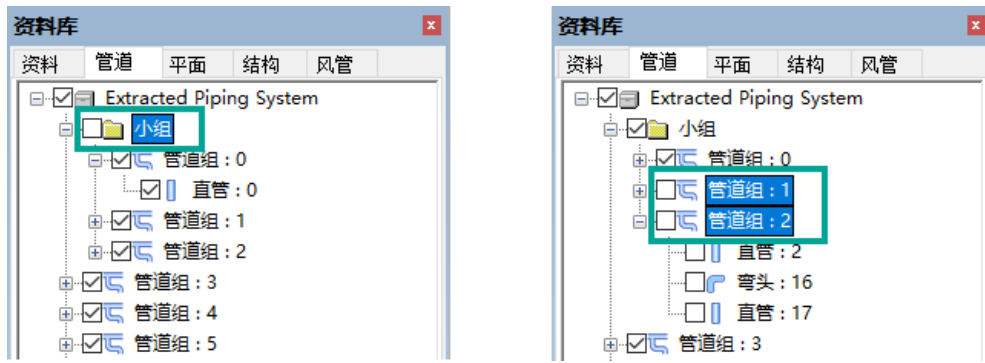 资料库
资料 管道 平面 结构 风管
Extracted Piping System
小组
管道组 : 0
直管 : 0
管道组 : 1
管道组 : 2
管道组 : 3
管道组 : 4
管道组 : 5
资料库
资料 管道 平面 结构 风管
Extracted Piping System
小组
管道组 : 0
管道组 : 1
管道组 : 2
直管 : 2
弯头 : 16
直管 : 17
管道组 : 3